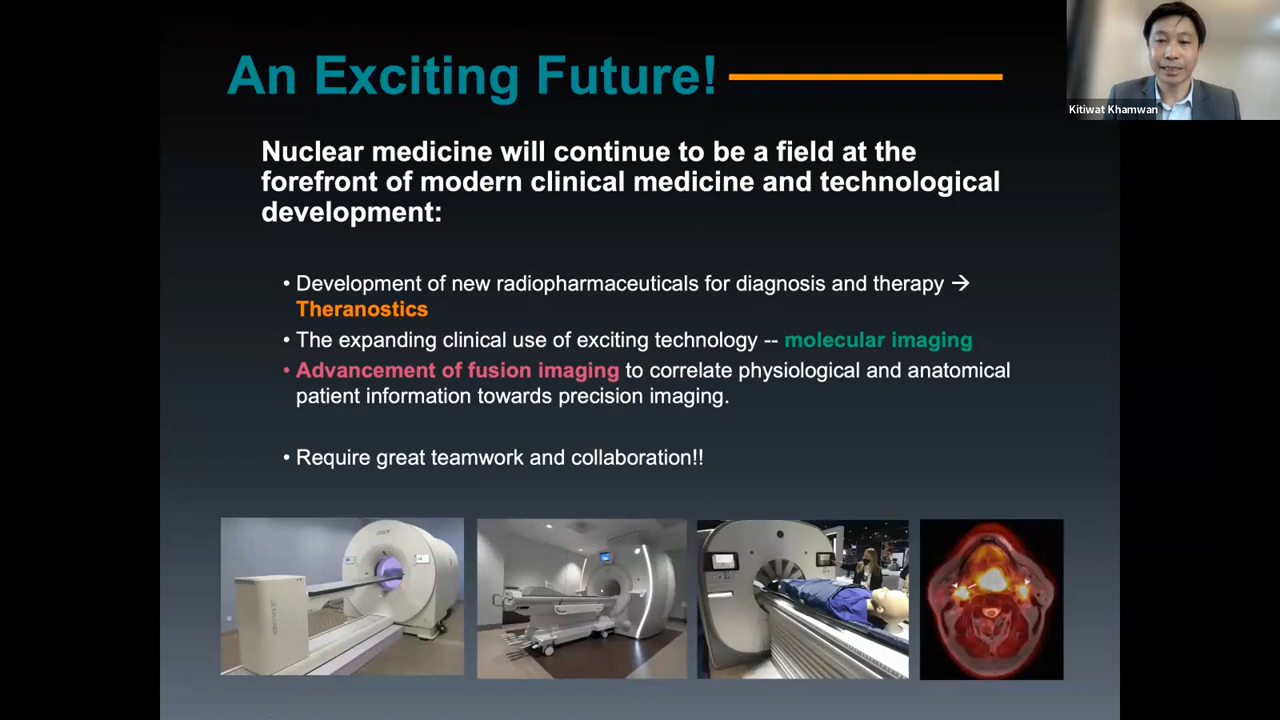 An Exciting Future!
Kitiwat Khamwan
Nuclear medicine will continue to be a field at the
forefront of modern clinical medicine and technological
development:
• Development of new radiopharmaceuticals for diagnosis and therapy →
Theranostics
• The expanding clinical use of exciting technology -- molecular imaging
• Advancement of fusion imaging to correlate physiological and anatomical
patient information towards precision imaging.
• Require great teamwork and collaboration!!